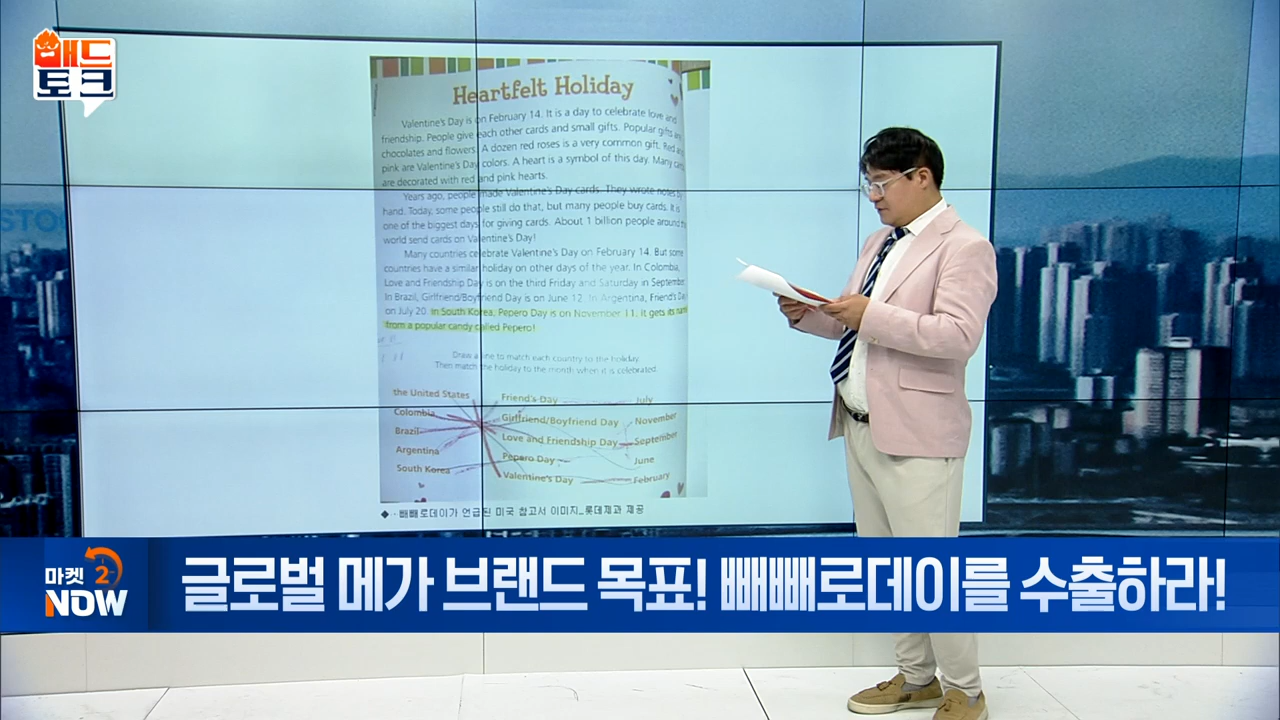 빼드
토크
STO
Heartfelt Holiday
Valentine's Day is on February 14. It is a day to celebrate love and
friendship. People give each other cards and small gifts. Popular gifts are
chocolates and flowers. A dozen red roses is a very common gift. Red and
pink are Valentine's Day colors. A heart is a symbol of this day. Many cards
are decorated with red and pink hearts.
Years ago, people made Valentine's Day cards. They wrote notes by
hand. Today, some people still do that, but many people buy cards. It is
one of the biggest days for giving cards. About 1 billion people around the
world send cards on Valentine's Day!
Many countries celebrate Valentine's Day on February 14. But some
countries have a similar holiday on other days of the year. In Colombia,
Love and Friendship Day is on the third Friday and Saturday in September.
In Brazil, Girlfriend/Boyfriend Day is on June 12. In Argentina, Friend's Day
on July 20. In South Korea, Pepero Day is on November 11. It gets its name
from a popular candy called Pepero!
Draw a line to match each country to the holiday.
Then match the holiday to the month when it is celebrated.
the United States Friend's Day July
Colombia Girlfriend/Boyfriend Day November
Brazil Love and Friendship Day September
Argentina Pepero Day June
South Korea Valentine's Day February
◆ · 빼빼로데이가 언급된 미국 참고서 이미지_롯데제과 제공
마켓 2
NOW
글로벌 메가 브랜드 목표! 빼빼로데이를 수출하라!